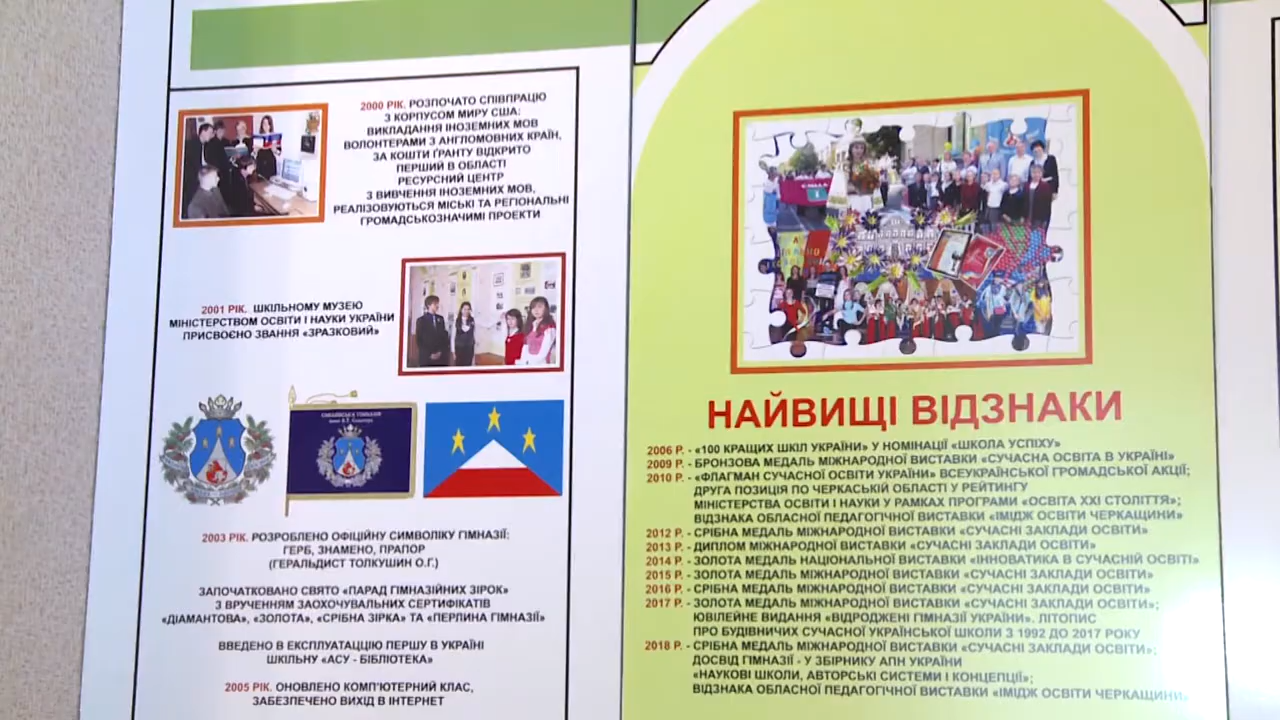 2000 РІК. РОЗПОЧАТО СПІВПРАЦЮ
З КОРПУСОМ МИРУ США:
ВИКЛАДАННЯ ІНОЗЕМНИХ МОВ
ВОЛОНТЕРАМИ З АНГЛОМОВНИХ КРАЇН,
ЗА КОШТИ ҐРАНТУ ВІДКРИТО
ПЕРШИЙ В ОБЛАСТІ
РЕСУРСНИЙ ЦЕНТР
З ВИВЧЕННЯ ІНОЗЕМНИХ МОВ,
РЕАЛІЗОВУЮТЬСЯ МІСЬКІ ТА РЕГІОНАЛЬНІ
ГРОМАДСЬКОЗНАЧИМІ ПРОЕКТИ
2001 РІК. ШКІЛЬНОМУ МУЗЕЮ
МІНІСТЕРСТВОМ ОСВІТИ І НАУКИ УКРАЇНИ
ПРИСВОЄНО ЗВАННЯ «ЗРАЗКОВИЙ»
2003 РІК. РОЗРОБЛЕНО ОФІЦІЙНУ СИМВОЛІКУ ГІМНАЗІЇ:
ГЕРБ, ЗНАМЕНО, ПРАПОР
(ГЕРАЛЬДИСТ ТОЛКУШИН О.Г.)
ЗАПОЧАТКОВАНО СВЯТО «ПАРАД ГІМНАЗІЙНИХ ЗІРОК»
З ВРУЧЕННЯМ ЗАОХОЧУВАЛЬНИХ СЕРТИФІКАТІВ
«ДІАМАНТОВА», «ЗОЛОТА», «СРІБНА ЗІРКА» ТА «ПЕРЛИНА ГІМНАЗІЇ»
ВВЕДЕНО В ЕКСПЛУАТАЦІЮ ПЕРШУ В УКРАЇНІ
ШКІЛЬНУ «АСУ - БІБЛІОТЕКА»
2005 РІК. ОНОВЛЕНО КОМП'ЮТЕРНИЙ КЛАС,
ЗАБЕЗПЕЧЕНО ВИХІД В ІНТЕРНЕТ
НАЙВИЩІ ВІДЗНАКИ
2006 Р. - «100 КРАЩИХ ШКІЛ УКРАЇНИ» У НОМІНАЦІЇ «ШКОЛА УСПІХУ»
2009 Р. - БРОНЗОВА МЕДАЛЬ МІЖНАРОДНОЇ ВИСТАВКИ «СУЧАСНА ОСВІТА В УКРАЇНІ»
2010 Р. - «ФЛАГМАН СУЧАСНОЇ ОСВІТИ УКРАЇНИ» ВСЕУКРАЇНСЬКОЇ ГРОМАДСЬКОЇ АКЦІЇ;
ДРУГА ПОЗИЦІЯ ПО ЧЕРКАСЬКІЙ ОБЛАСТІ У РЕЙТИНГУ
МІНІСТЕРСТВА ОСВІТИ І НАУКИ У РАМКАХ ПРОГРАМИ «ОСВІТА ХХІ СТОЛІТТЯ»;
ВІДЗНАКА ОБЛАСНОЇ ПЕДАГОГІЧНОЇ ВИСТАВКИ «ІМІДЖ ОСВІТИ ЧЕРКАЩИНИ»
2012 Р. - СРІБНА МЕДАЛЬ МІЖНАРОДНОЇ ВИСТАВКИ «СУЧАСНІ ЗАКЛАДИ ОСВІТИ»
2013 Р. - ДИПЛОМ МІЖНАРОДНОЇ ВИСТАВКИ «СУЧАСНІ ЗАКЛАДИ ОСВІТИ»
2014 Р. - ЗОЛОТА МЕДАЛЬ НАЦІОНАЛЬНОЇ ВИСТАВКИ «ІННОВАТИКА В СУЧАСНІЙ ОСВІТІ»
2015 Р. - ЗОЛОТА МЕДАЛЬ МІЖНАРОДНОЇ ВИСТАВКИ «СУЧАСНІ ЗАКЛАДИ ОСВІТИ»
2016 Р. - СРІБНА МЕДАЛЬ МІЖНАРОДНОЇ ВИСТАВКИ «СУЧАСНІ ЗАКЛАДИ ОСВІТИ»
2017 Р. - ЗОЛОТА МЕДАЛЬ МІЖНАРОДНОЇ ВИСТАВКИ «СУЧАСНІ ЗАКЛАДИ ОСВІТИ»;
ЮВІЛЕЙНЕ ВИДАННЯ «ВІДРОДЖЕНІ ГІМНАЗІЇ УКРАЇНИ». ЛІТОПИС
ПРО БУДІВНИЧИХ СУЧАСНОЇ УКРАЇНСЬКОЇ ШКОЛИ З 1992 ДО 2017 РОКУ
2018 Р. - СРІБНА МЕДАЛЬ МІЖНАРОДНОЇ ВИСТАВКИ «СУЧАСНІ ЗАКЛАДИ ОСВІТИ»;
ДОСВІД ГІМНАЗІЇ - У ЗБІРНИКУ АПН УКРАЇНИ
«НАУКОВІ ШКОЛИ, АВТОРСЬКІ СИСТЕМИ І КОНЦЕПЦІЇ»;
ВІДЗНАКА ОБЛАСНОЇ ПЕДАГОГІЧНОЇ ВИСТАВКИ «ІМІДЖ ОСВІТИ ЧЕРКАЩИНИ»